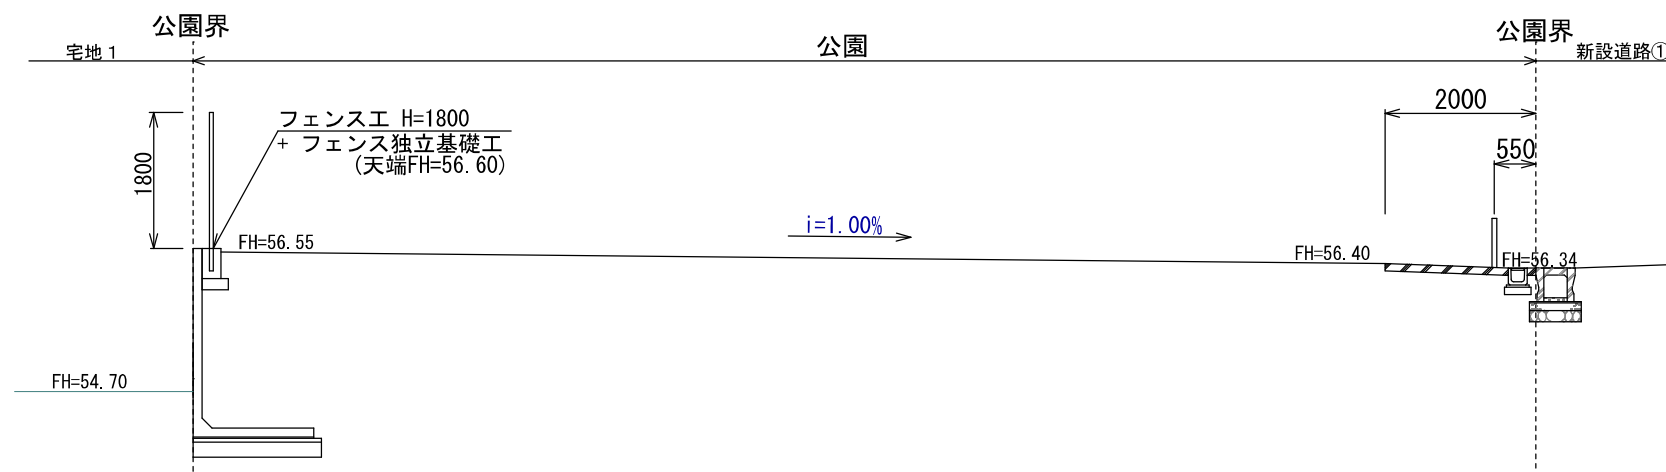 公園界
公園
公園界
宅地1
新設道路①
2000
550
1800
フェンス工 H=1800
+ フェンス独立基礎工
(天端FH=56.60)
i=1.00%
FH=56.55
FH=56.40
FH=56.34
FH=54.70